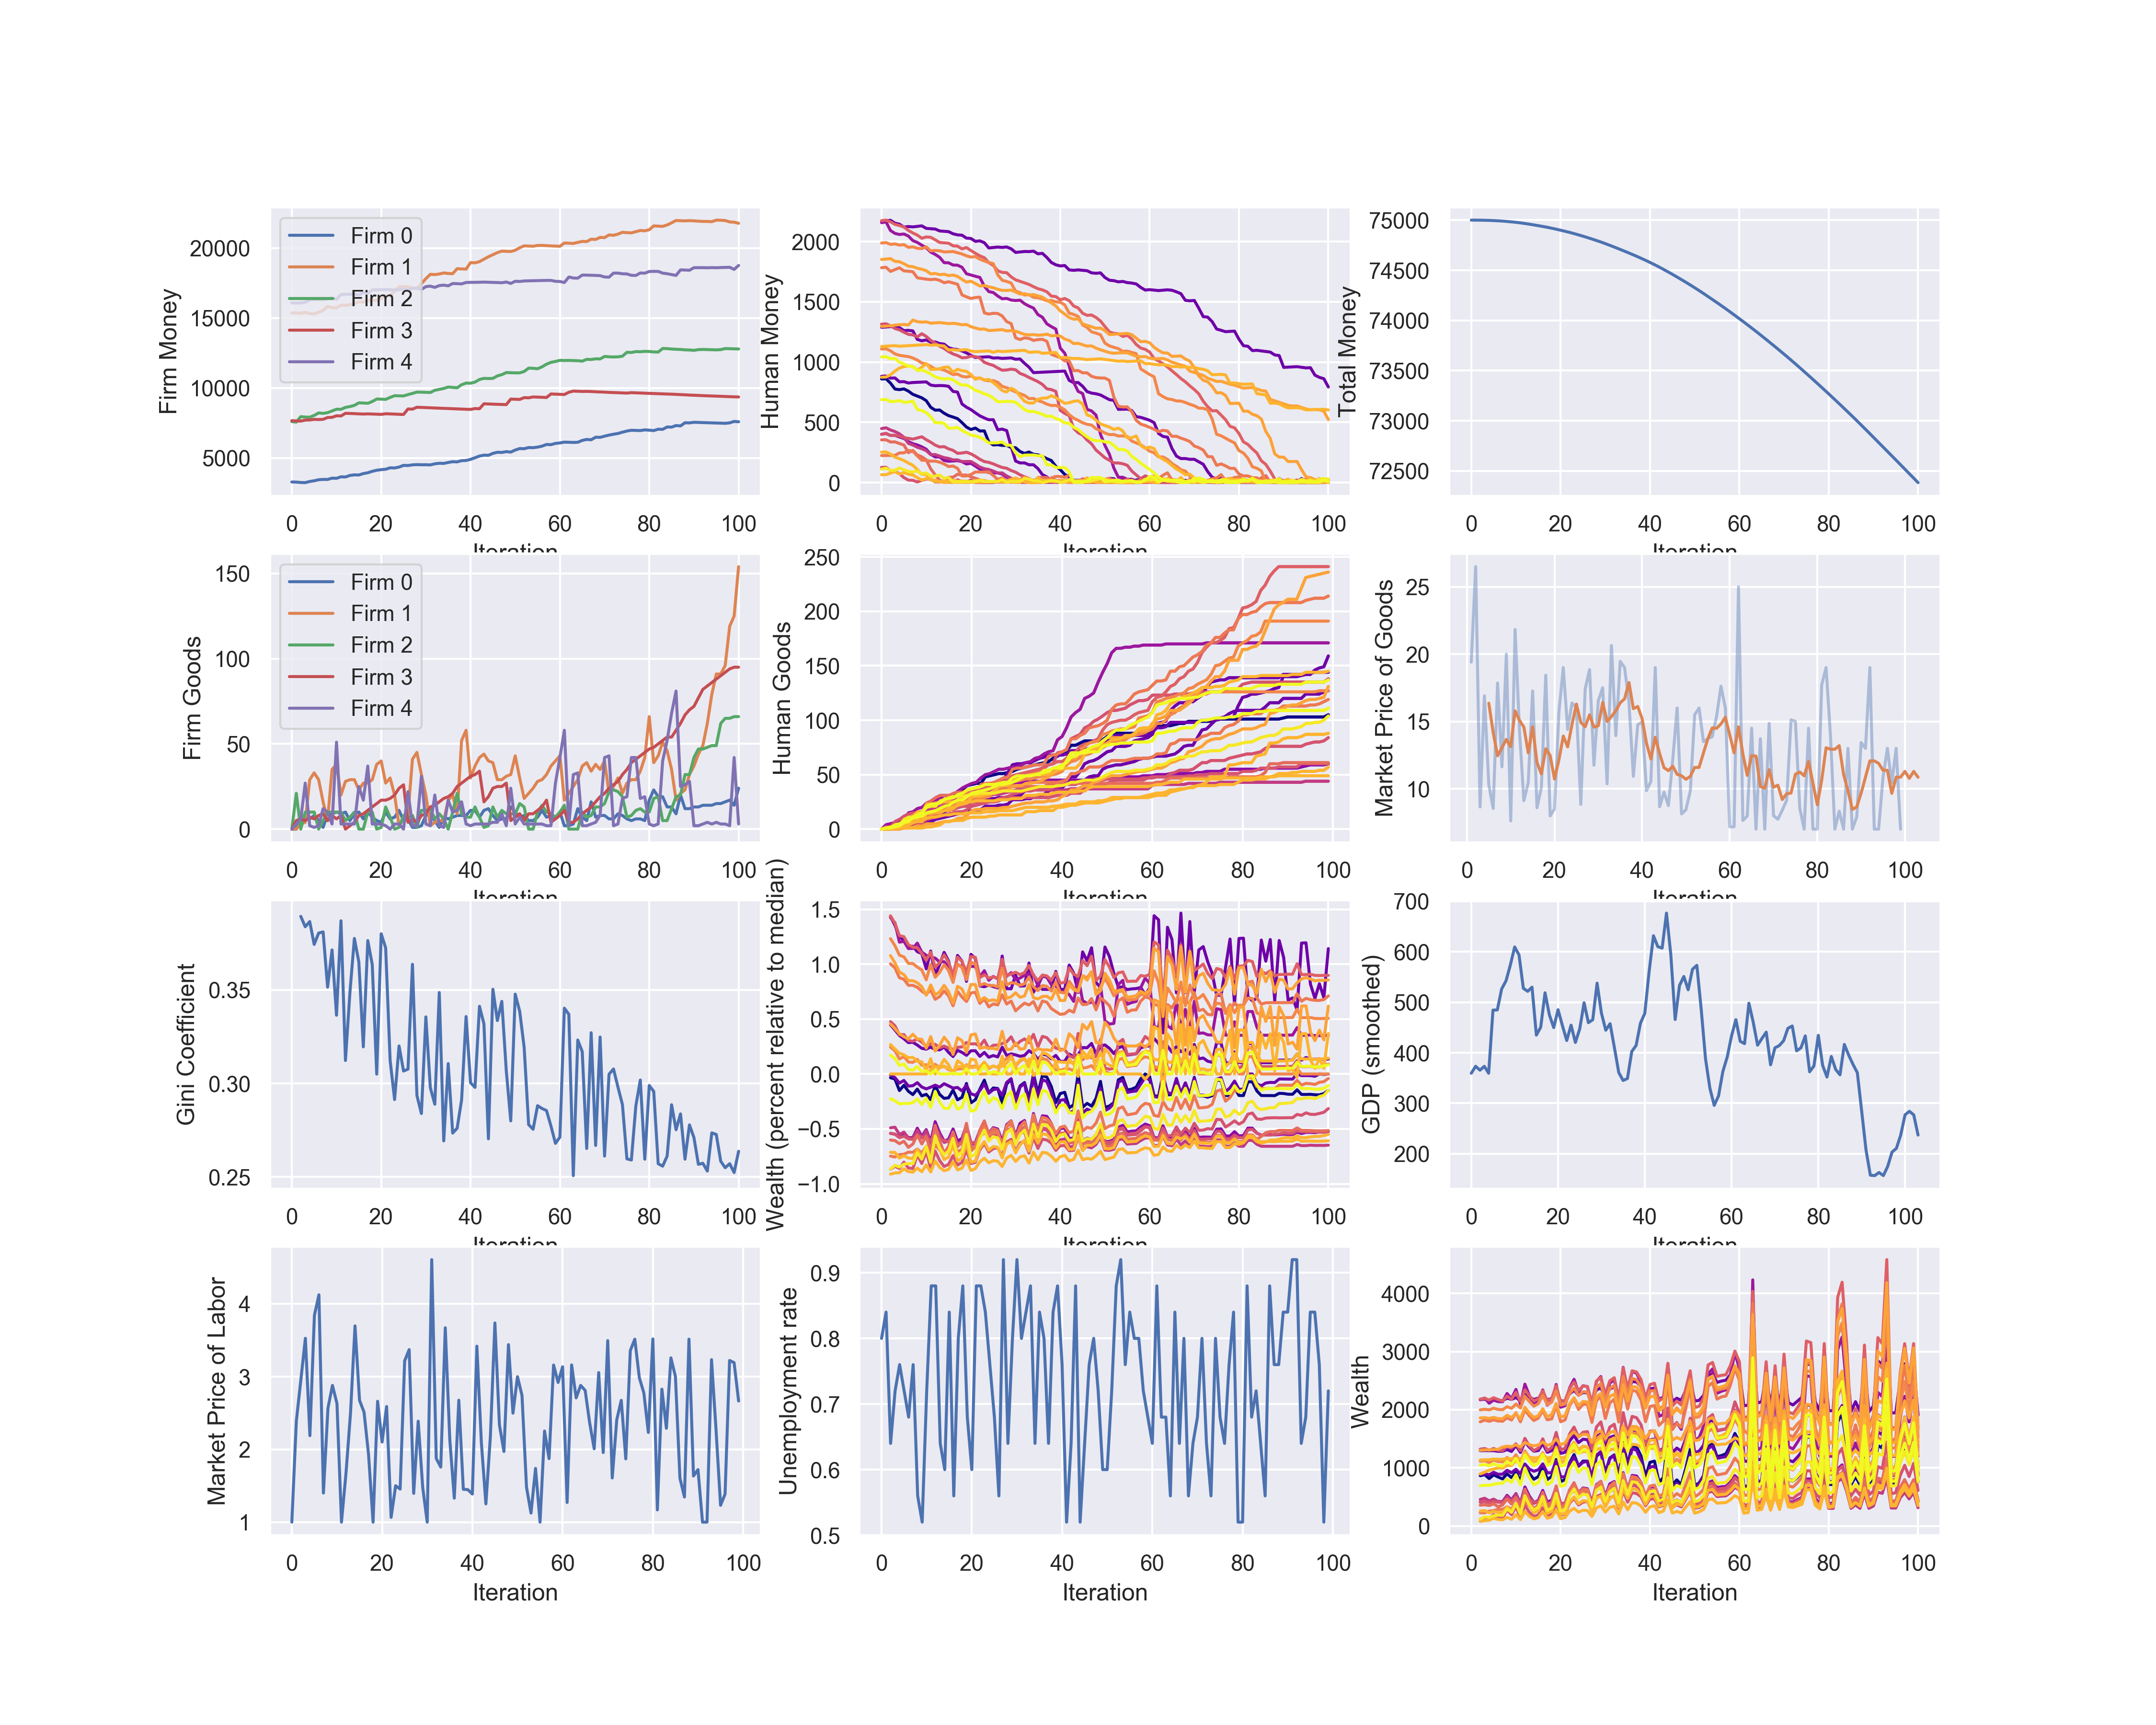 Firm Money
20000
15000
10000
5000
Firm 0
Firm 1
Firm 2
Firm 3
Firm 4
0 20 40 60 80 100
Iteration
Human Money
2000
1500
1000
500
0
0 20 40 60 80 100
Iteration
Total Money
75000
74500
74000
73500
73000
72500
0 20 40 60 80 100
Iteration
Firm Goods
150
100
50
0
Firm 0
Firm 1
Firm 2
Firm 3
Firm 4
0 20 40 60 80 100
Iteration
Human Goods
250
200
150
100
50
0
0 20 40 60 80 100
Iteration
Market Price of Goods
25
20
15
10
0 20 40 60 80 100
Iteration
Gini Coefficient
0.35
0.30
0.25
0 20 40 60 80 100
Iteration
Wealth (percent relative to median)
1.5
1.0
0.5
0.0
−0.5
−1.0
0 20 40 60 80 100
Iteration
GDP (smoothed)
700
600
500
400
300
200
0 20 40 60 80 100
Iteration
Market Price of Labor
4
3
2
1
0 20 40 60 80 100
Iteration
Unemployment rate
0.9
0.8
0.7
0.6
0.5
0 20 40 60 80 100
Iteration
Wealth
4000
3000
2000
1000
0
0 20 40 60 80 100
Iteration